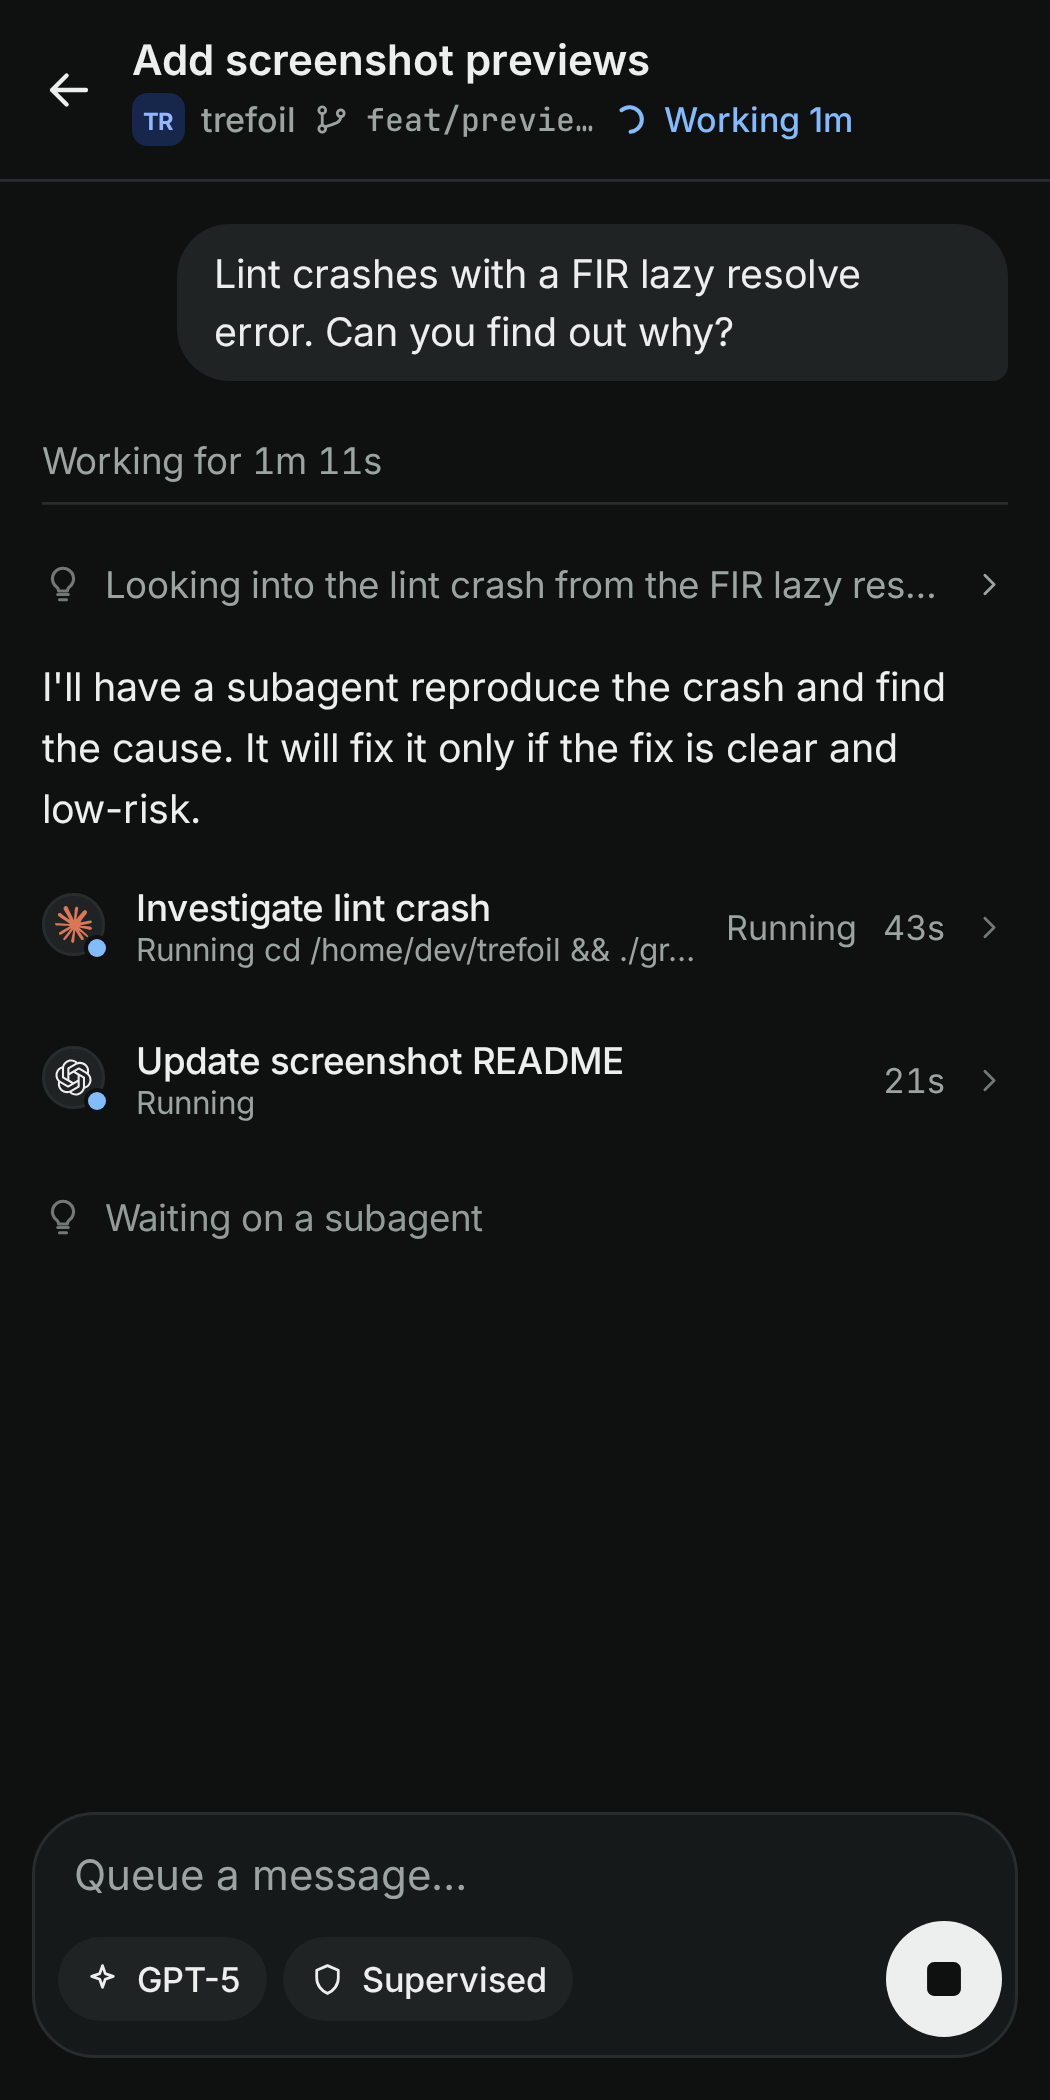 Add screenshot previews
TR trefoil feat/previe… Working 1m
Lint crashes with a FIR lazy resolve
error. Can you find out why?
Working for 1m 11s
Looking into the lint crash from the FIR lazy res...
I'll have a subagent reproduce the crash and find
the cause. It will fix it only if the fix is clear and
low-risk.
Investigate lint crash
Running cd /home/dev/trefoil && ./gr...
Running 43s
Update screenshot README
Running
21s
Waiting on a subagent
Queue a message...
GPT-5 Supervised